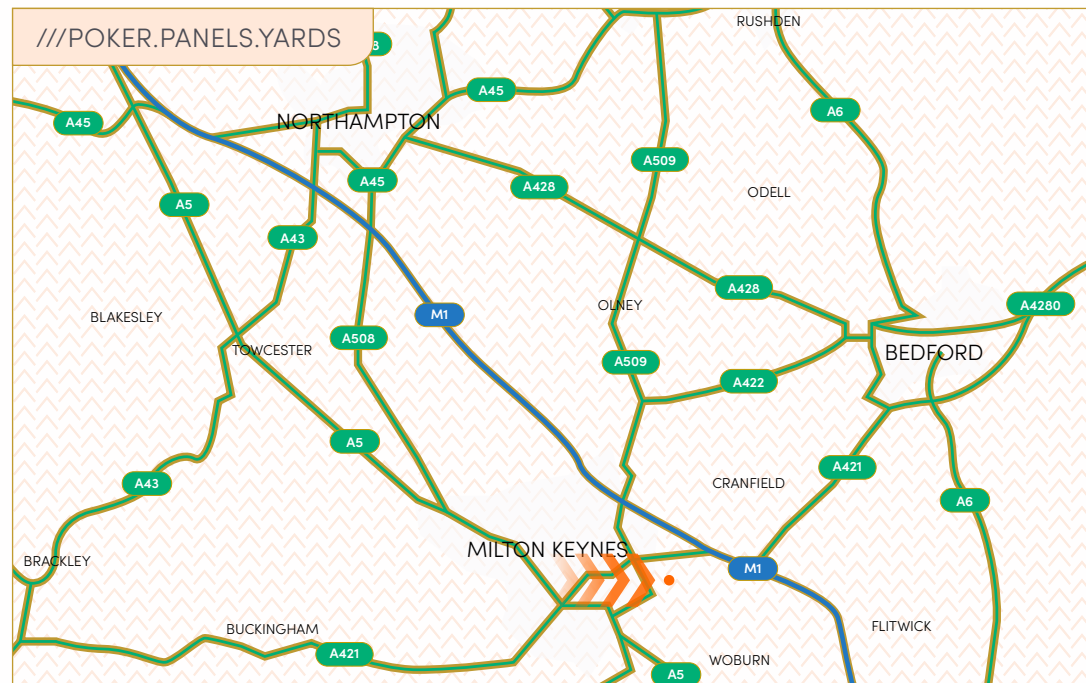 RUSHDEN
///POKER.PANELS.YARDS
A45
A6
A45
NORTHAMPTON
A509
A45
A428
ODELL
A5
A43
A428
A4280
OLNEY
M1
BLAKESLEY
A508
TOWCESTER
BEDFORD
A509
A422
A5
A421
A43
CRANFIELD
A6
MILTON KEYNES
BRACKLEY
M1
BUCKINGHAM
FLITWICK
A421
WOBURN
A5